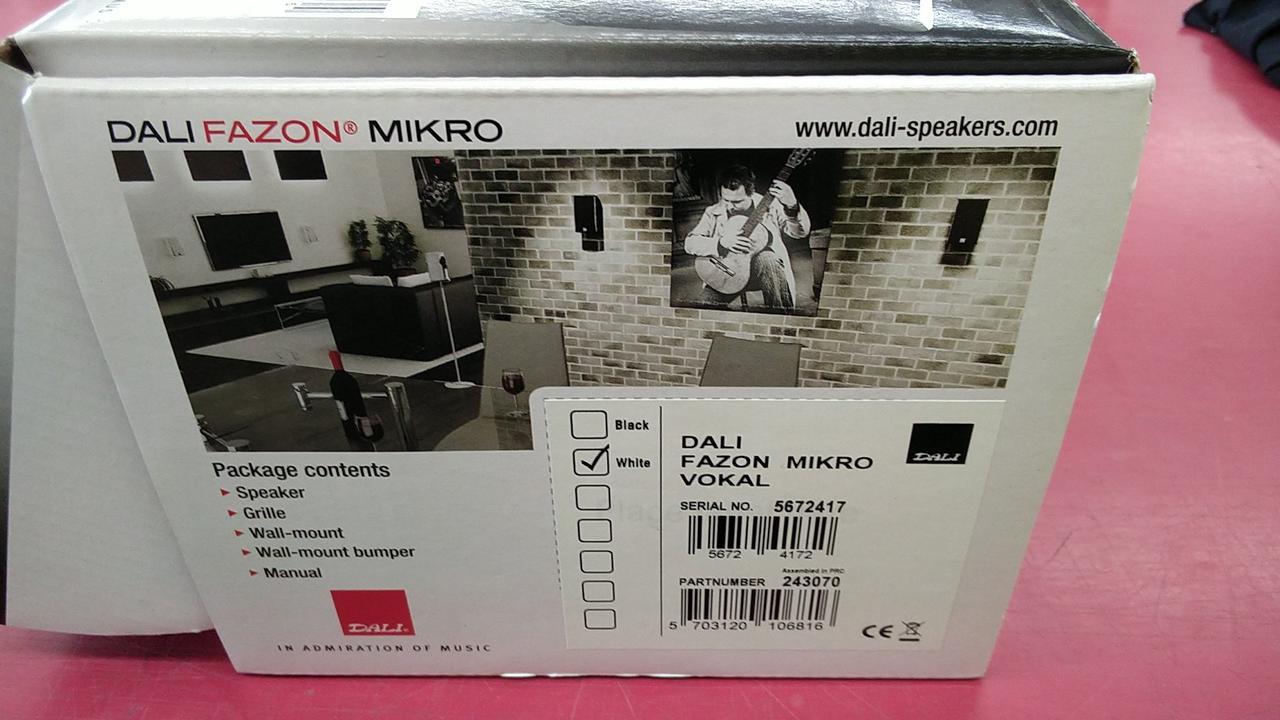 DALI FAZON® MIKRO
www.dali-speakers.com
Package contents
Speaker
Grille
Wall-mount
Wall-mount bumper
Manual
DALI®
IN ADMIRATION OF MUSIC
Black
White
DALI
FAZON MIKRO
VOKAL
DALI
SERIAL NO. 5672417
5672 4172
Assembled in PRC
PARTNUMBER 243070
5 703120 106816
CE